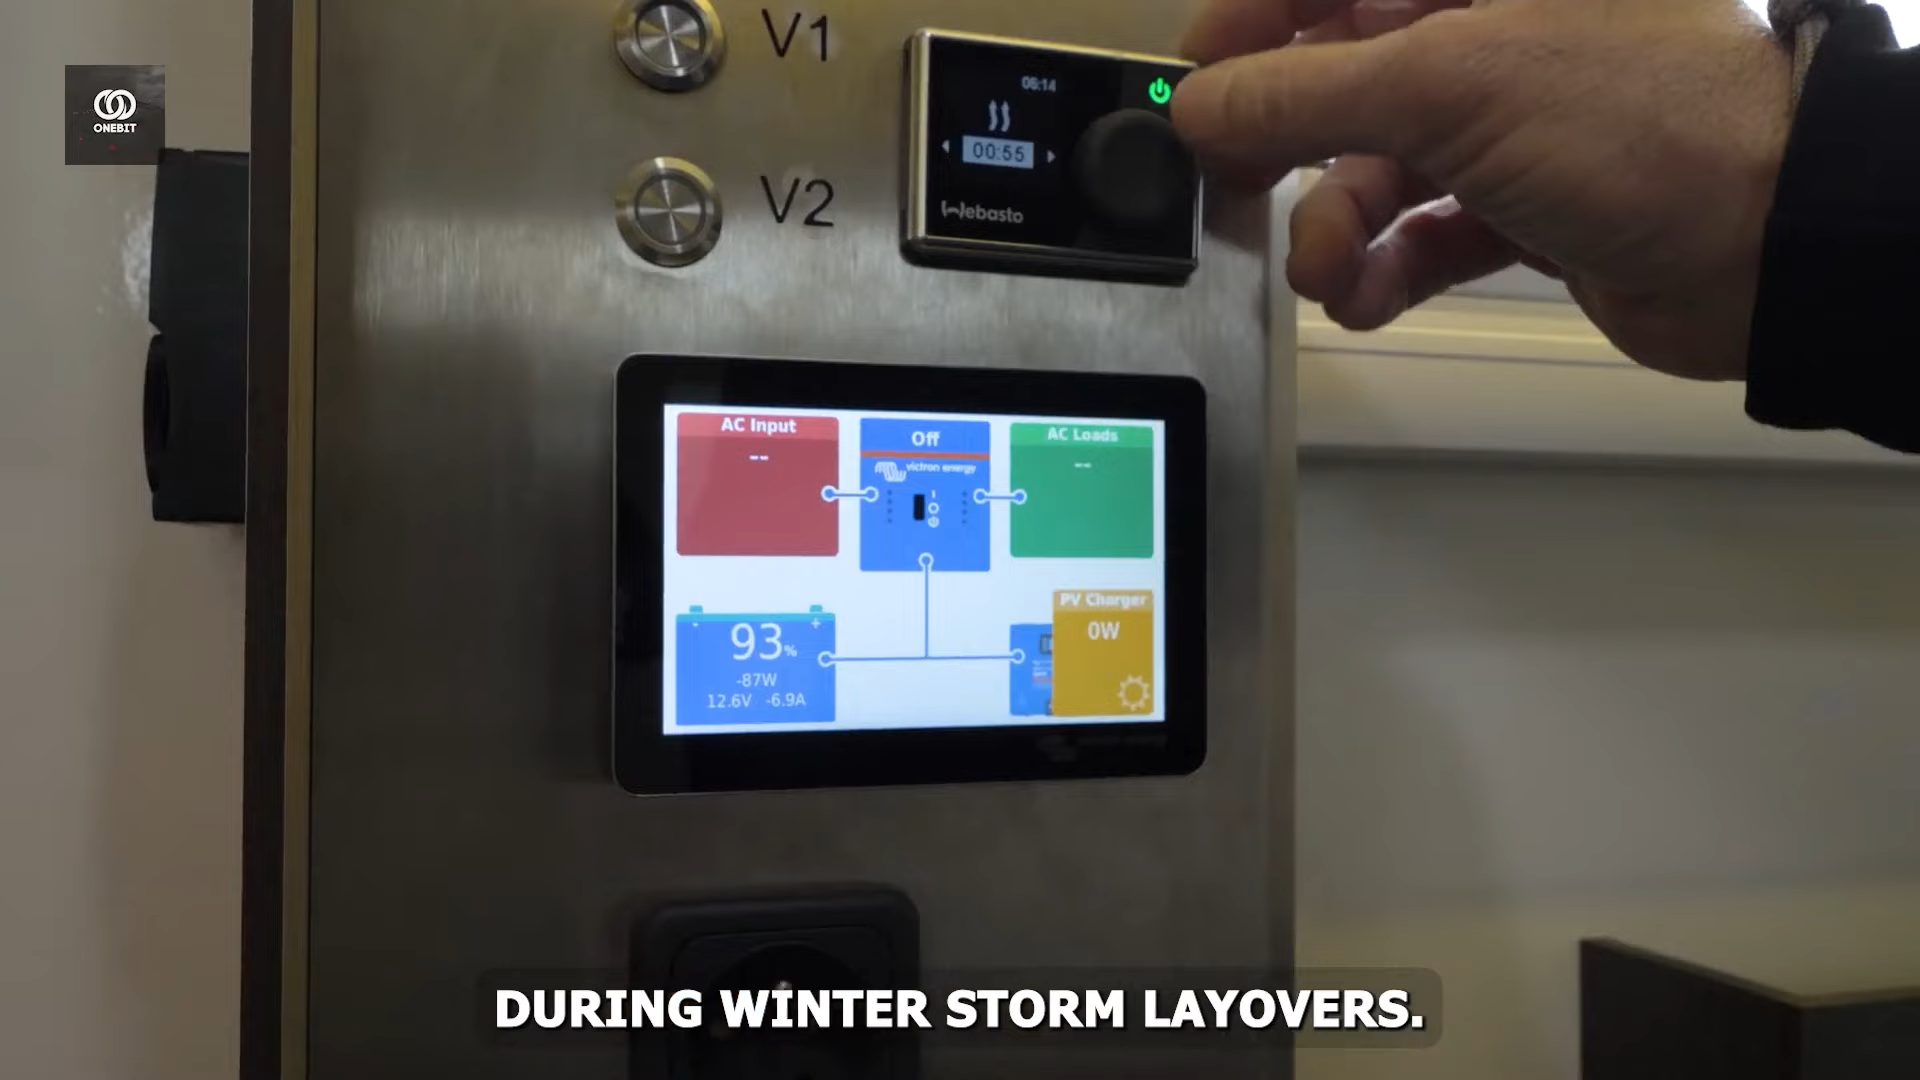 V1
ONEBIT
06:14
00:55
Webasto
V2
AC Input
--
Off
victron energy
AC Loads
--
PV Charger
0W
93%
-87W
12.6V -6.9A
DURING WINTER STORM LAYOVERS.